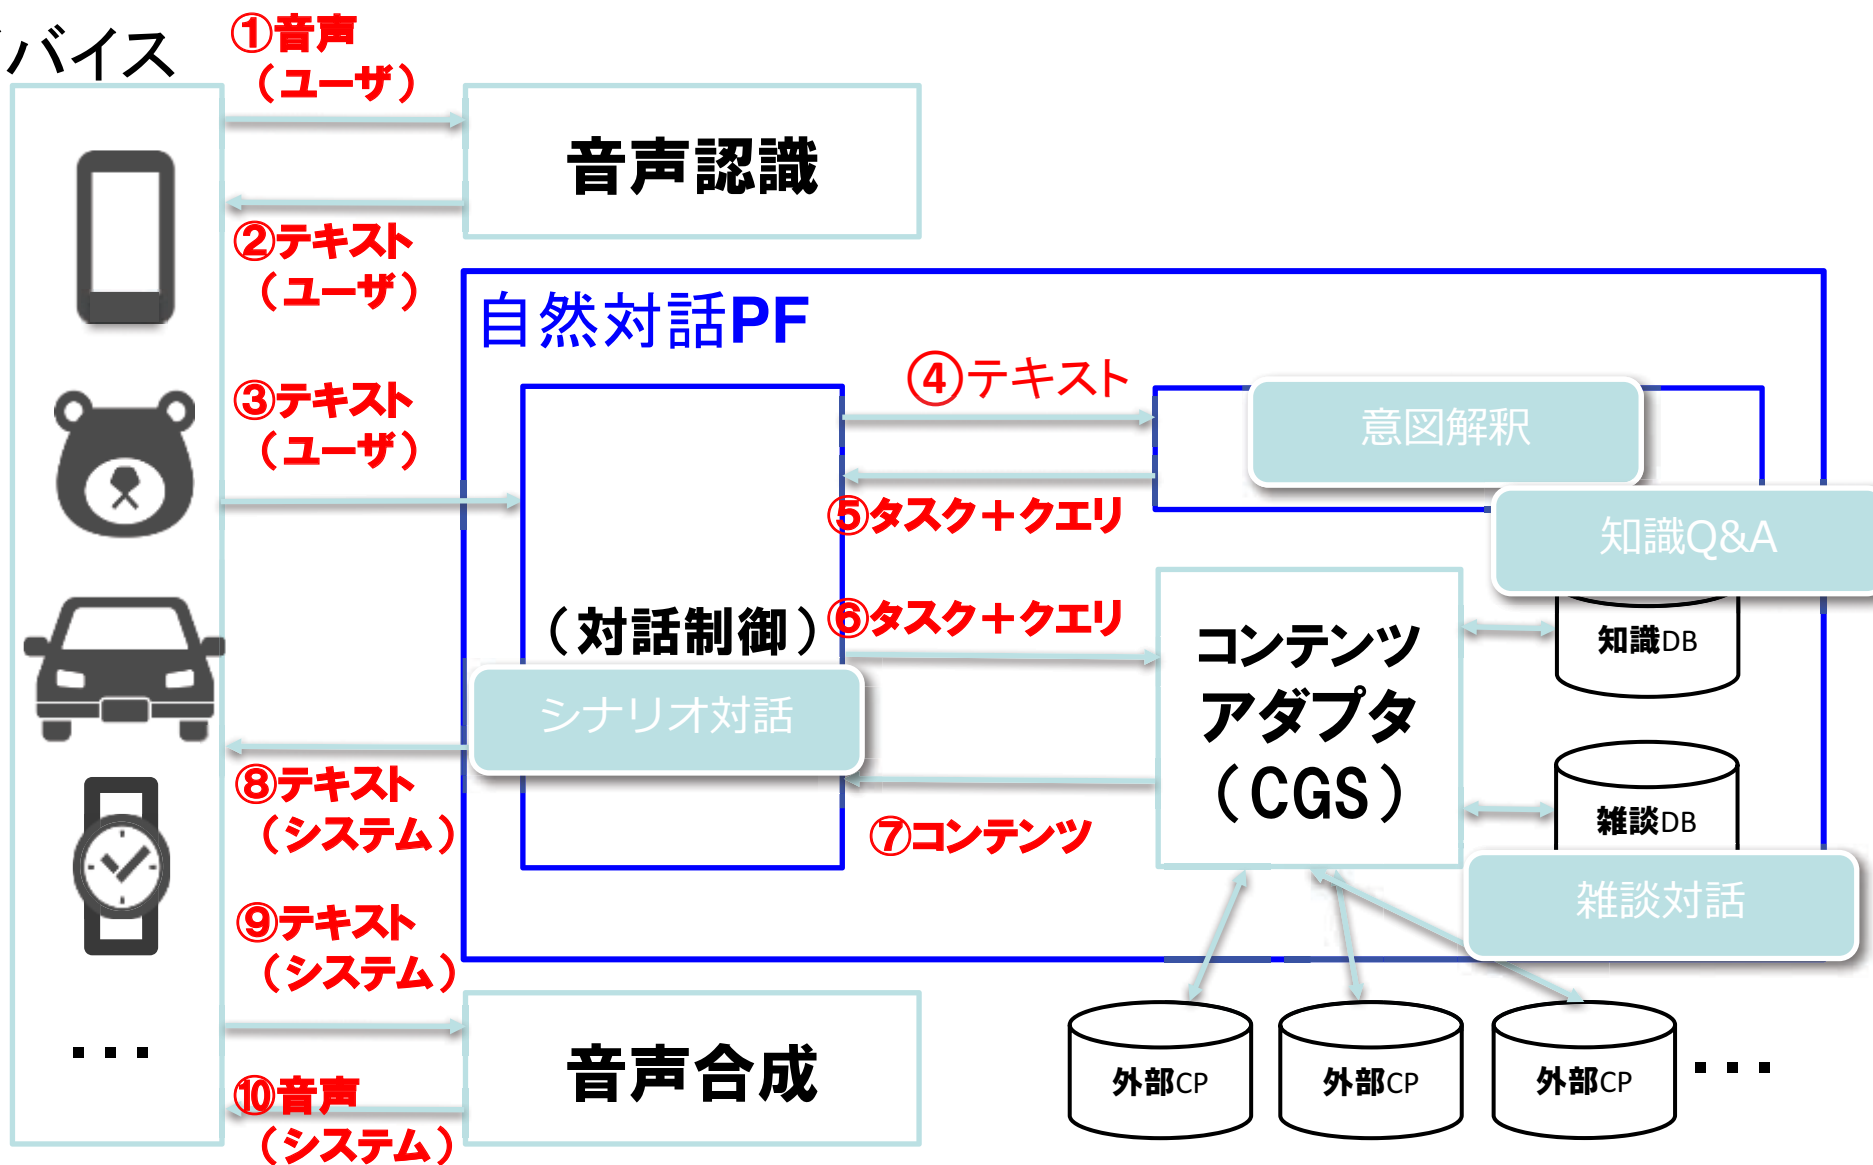 バイス
①音声
（ユーザ）
音声認識
②テキスト
（ユーザ）
自然対話PF
③テキスト
（ユーザ）
④テキスト
意図解釈
⑤タスク＋クエリ
知識Q&A
（対話制御）
⑥タスク＋クエリ
コンテンツ
アダプタ
（CGS）
知識DB
シナリオ対話
⑧テキスト
（システム）
⑦コンテンツ
雑談DB
雑談対話
⑨テキスト
（システム）
・・・
音声合成
⑩音声
（システム）
外部CP
外部CP
外部CP
・・・